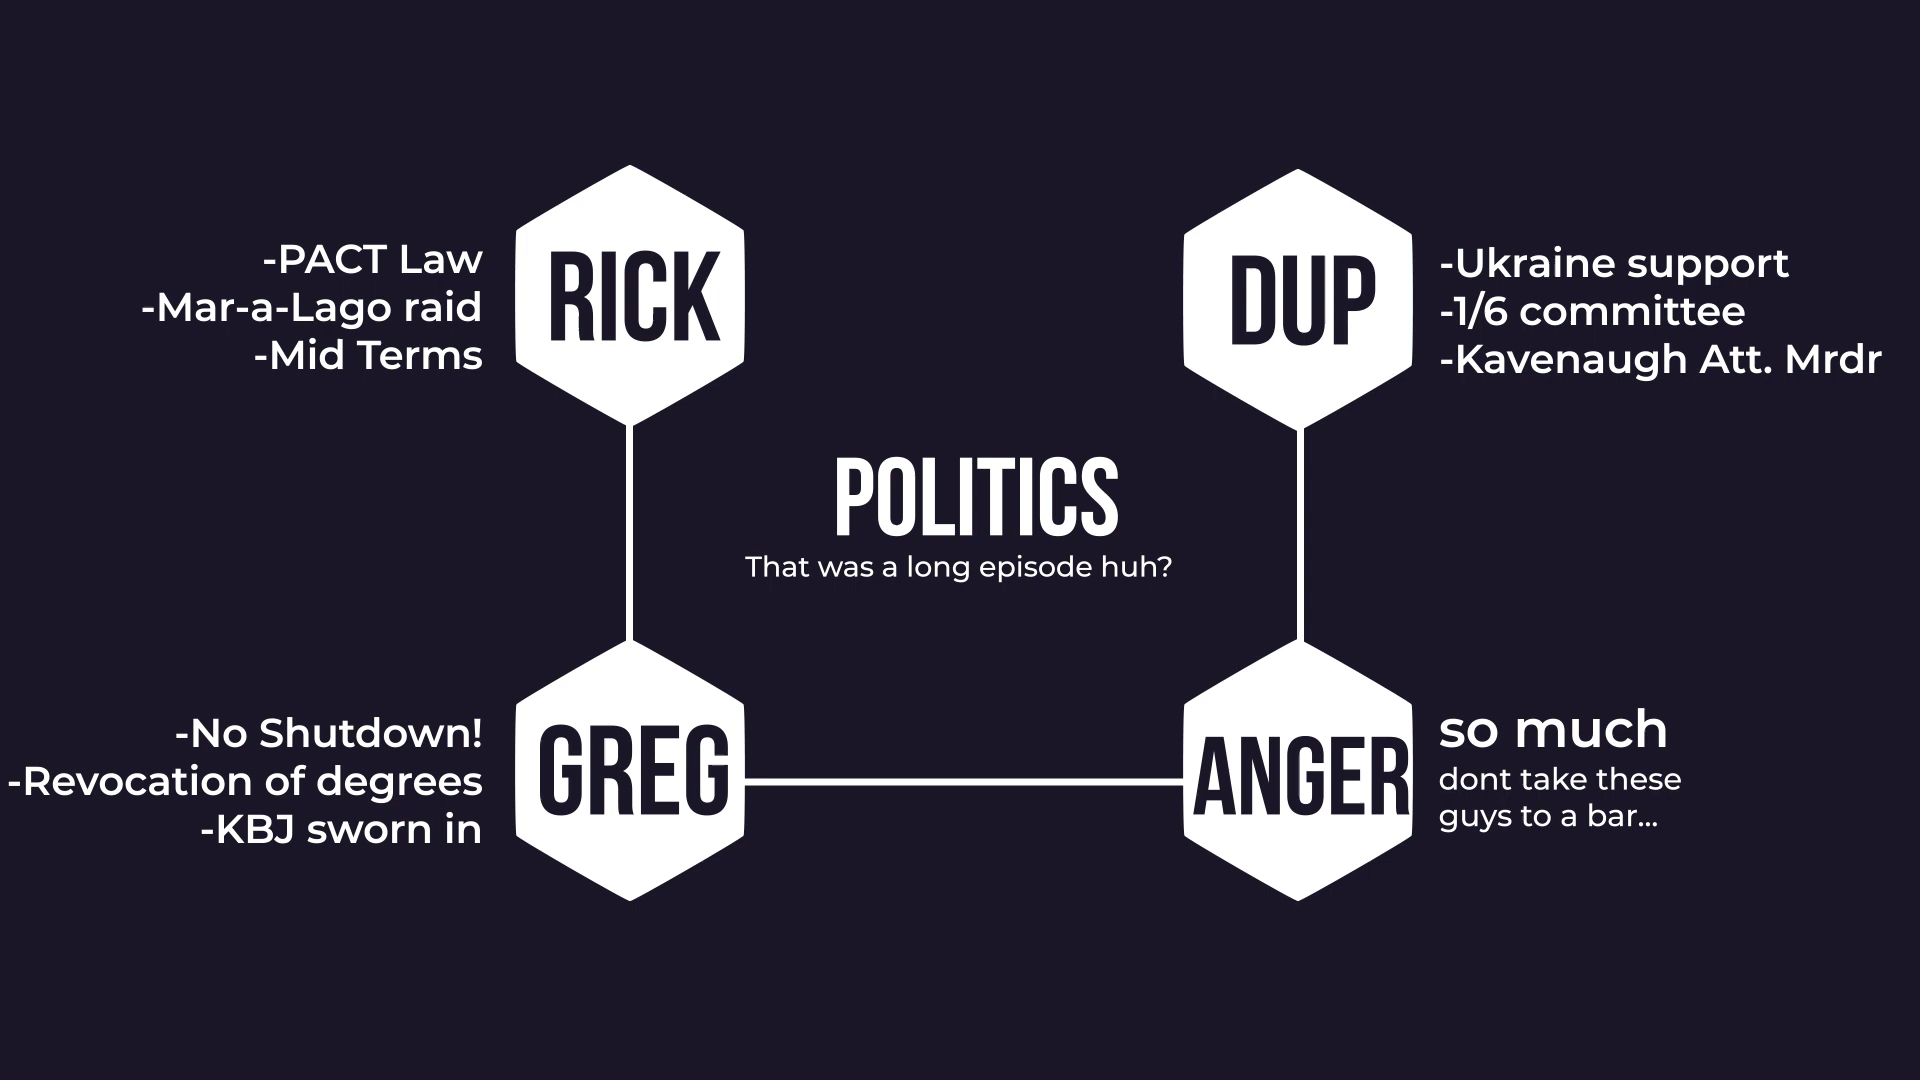 RICK
-PACT Law
-Mar-a-Lago raid
-Mid Terms
DUP
-Ukraine support
-1/6 committee
-Kavenaugh Att. Mrdr
POLITICS
That was a long episode huh?
GREG
-No Shutdown!
-Revocation of degrees
-KBJ sworn in
ANGER
so much
dont take these
guys to a bar...